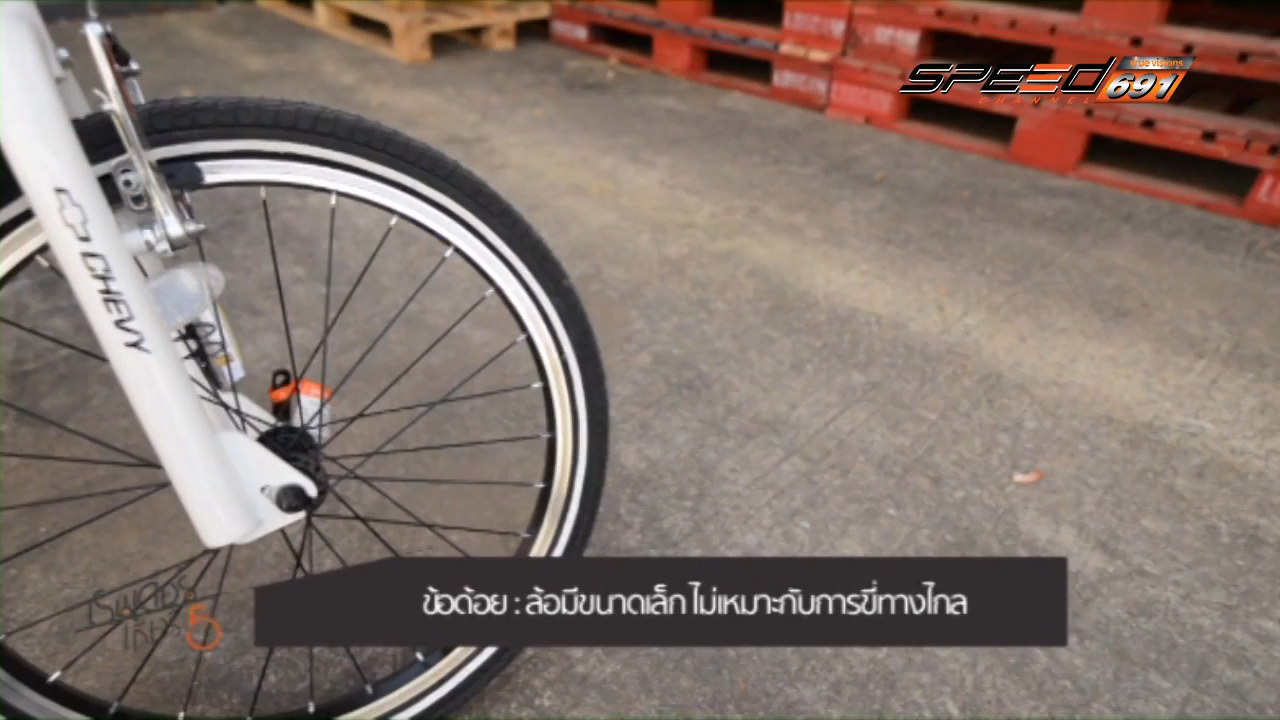 true visions
SPEED 691
CHANNEL
CHEVY
5
ข้อด้อย : ล้อมีขนาดเล็ก ไม่เหมาะกับการขี่ทางไกล